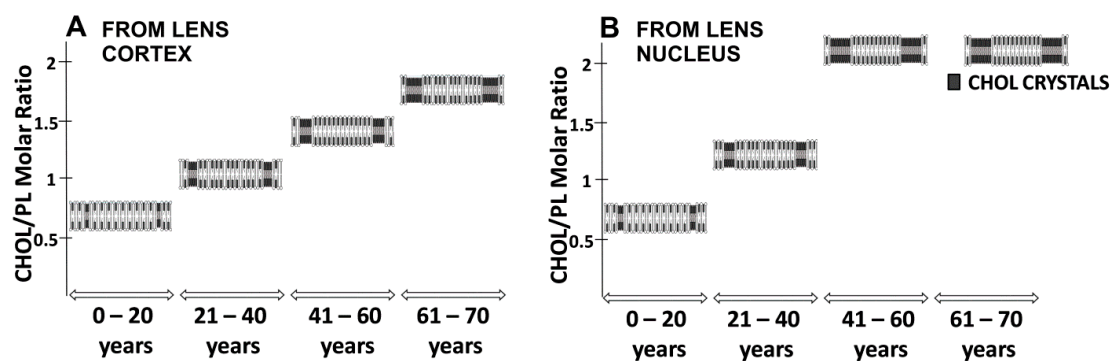 A FROM LENS
CORTEX
CHOL/PL Molar Ratio
2
1.5
1
0.5
0 – 20
years
21 – 40
years
41 – 60
years
61 – 70
years
B FROM LENS
NUCLEUS
CHOL/PL Molar Ratio
2
1.5
1
0.5
CHOL CRYSTALS
0 – 20
years
21 – 40
years
41 – 60
years
61 – 70
years